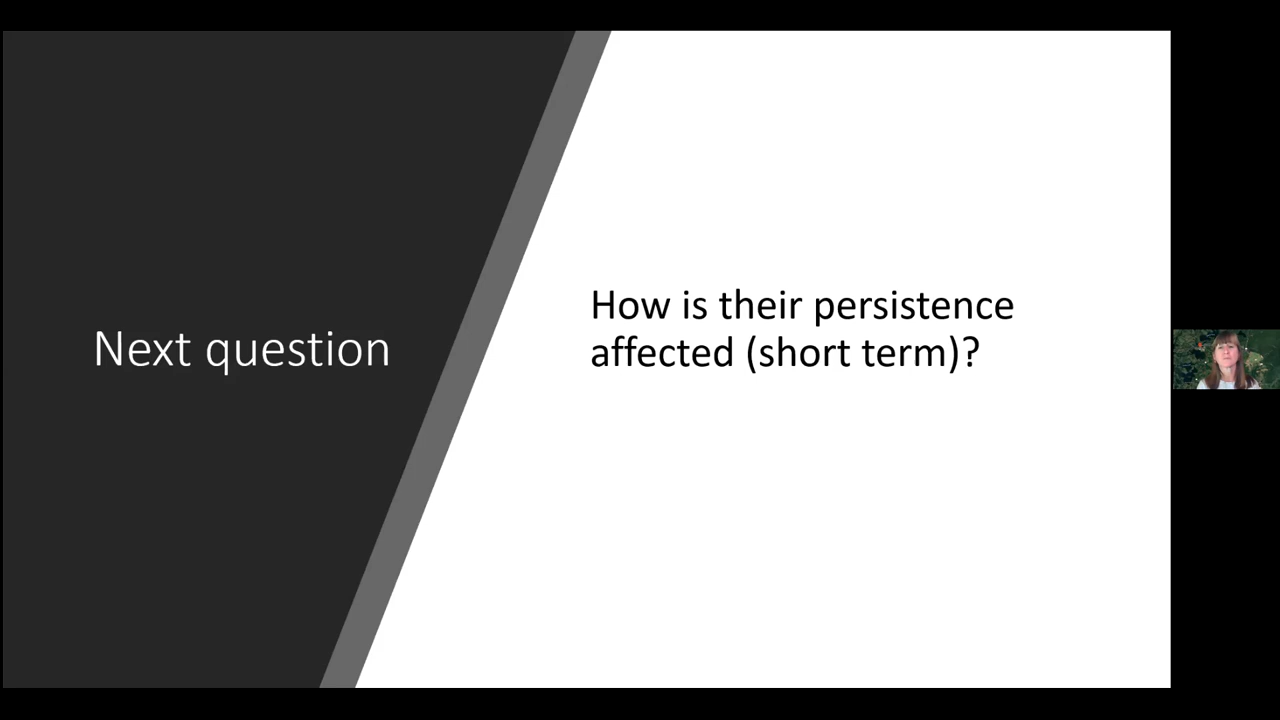 Next question
How is their persistence
affected (short term)?